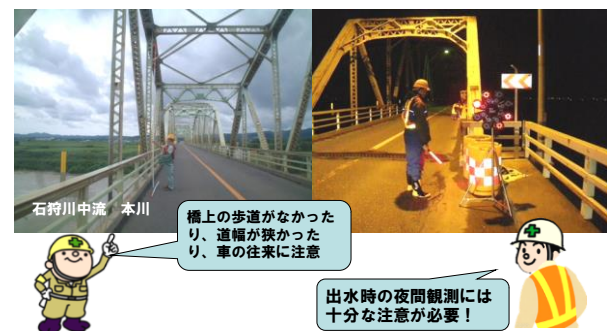 石狩川中流　本川
橋上の歩道がなかった
り、道幅が狭かった
り、車の往来に注意
出水時の夜間観測には
十分な注意が必要！